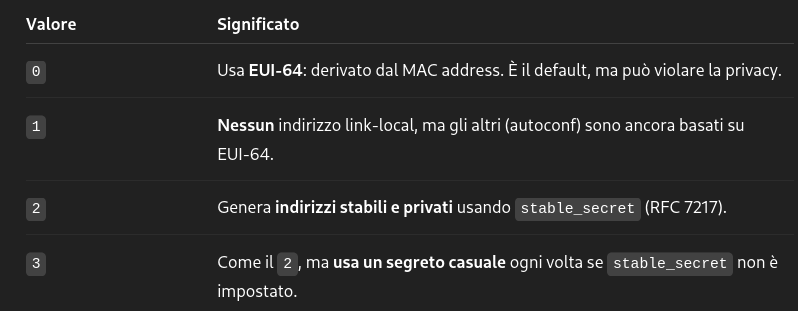 Valore Significato
0 Usa EUI-64: derivato dal MAC address. È il default, ma può violare la privacy.
1 Nessun indirizzo link-local, ma gli altri (autoconf) sono ancora basati su
EUI-64.
2 Genera indirizzi stabili e privati usando stable_secret (RFC 7217).
3 Come il 2, ma usa un segreto casuale ogni volta se stable_secret non è
impostato.